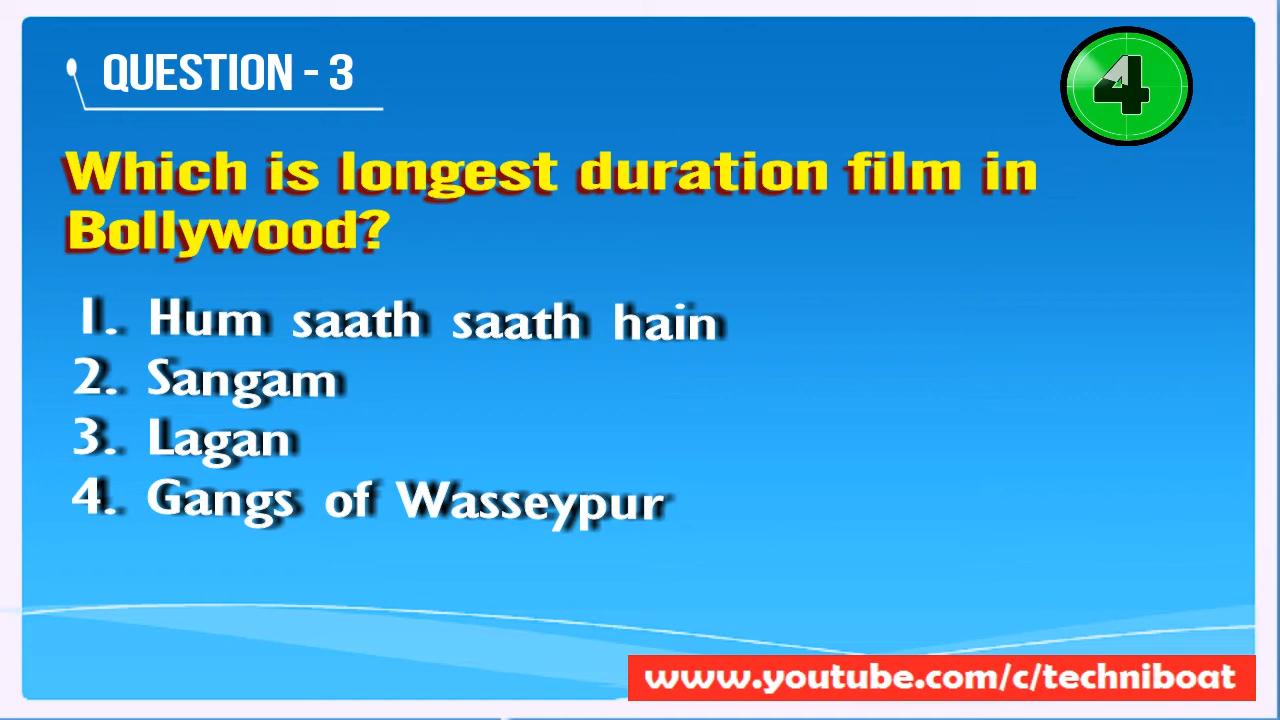 QUESTION - 3
4
Which is longest duration film in
Bollywood?
1. Hum saath saath hain
2. Sangam
3. Lagan
4. Gangs of Wasseypur
www.youtube.com/c/techniboat